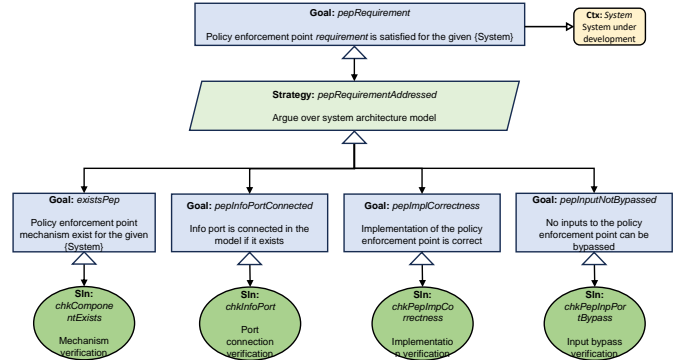 Goal: pepRequirement
Policy enforcement point requirement is satisfied for the given {System}
Ctx: System
System under
development
Strategy: pepRequirementAddressed
Argue over system architecture model
Goal: existsPep
Policy enforcement point
mechanism exist for the given
{System}
Goal: pepInfoPortConnected
Info port is connected in the
model if it exists
Goal: pepImplCorrectness
Implementation of the policy
enforcement point is correct
Goal: pepInputNotBypassed
No inputs to the policy
enforcement point can be
bypassed
Sln:
chkCompone
ntExists
Mechanism
verification
Sln:
chkInfoPort
Port
connection
verification
Sln:
chkPepImpCo
rrectness
Implementatio
n verification
Sln:
chkPepInpPor
tBypass
Input bypass
verification